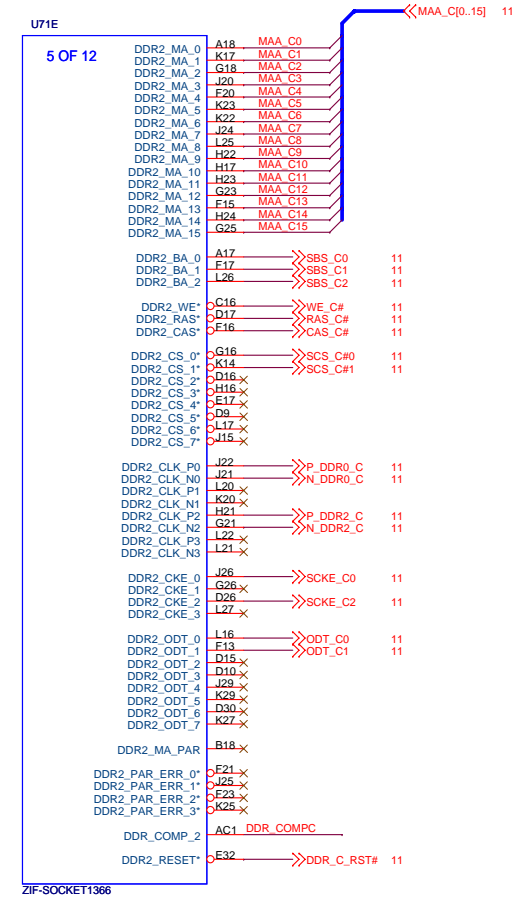 MAA_C[0..15] 11
U71E
5 OF 12
DDR2_MA_0 A18 MAA_C0
DDR2_MA_1 K17 MAA_C1
DDR2_MA_2 G18 MAA_C2
DDR2_MA_3 J20 MAA_C3
DDR2_MA_4 F20 MAA_C4
DDR2_MA_5 K23 MAA_C5
DDR2_MA_6 K22 MAA_C6
DDR2_MA_7 J24 MAA_C7
DDR2_MA_8 L25 MAA_C8
DDR2_MA_9 H22 MAA_C9
DDR2_MA_10 H17 MAA_C10
DDR2_MA_11 H23 MAA_C11
DDR2_MA_12 G23 MAA_C12
DDR2_MA_13 F15 MAA_C13
DDR2_MA_14 H24 MAA_C14
DDR2_MA_15 G25 MAA_C15
DDR2_BA_0 A17 SBS_C0 11
DDR2_BA_1 F17 SBS_C1 11
DDR2_BA_2 L26 SBS_C2 11
DDR2_WE* C16 WE_C# 11
DDR2_RAS* D17 RAS_C# 11
DDR2_CAS* F16 CAS_C# 11
DDR2_CS_0* G16 SCS_C#0 11
DDR2_CS_1* K14 SCS_C#1 11
DDR2_CS_2* D16
DDR2_CS_3* H16
DDR2_CS_4* E17
DDR2_CS_5* D9
DDR2_CS_6* L17
DDR2_CS_7* J15
DDR2_CLK_P0 J22 P_DDR0_C 11
DDR2_CLK_N0 J21 N_DDR0_C 11
DDR2_CLK_P1 L20
DDR2_CLK_N1 K20
DDR2_CLK_P2 H21 P_DDR2_C 11
DDR2_CLK_N2 G21 N_DDR2_C 11
DDR2_CLK_P3 L22
DDR2_CLK_N3 L21
DDR2_CKE_0 J26 SCKE_C0 11
DDR2_CKE_1 G26
DDR2_CKE_2 D26 SCKE_C2 11
DDR2_CKE_3 L27
DDR2_ODT_0 L16 ODT_C0 11
DDR2_ODT_1 F13 ODT_C1 11
DDR2_ODT_2 D15
DDR2_ODT_3 D10
DDR2_ODT_4 J29
DDR2_ODT_5 K29
DDR2_ODT_6 D30
DDR2_ODT_7 K27
DDR2_MA_PAR B18
DDR2_PAR_ERR_0* F21
DDR2_PAR_ERR_1* J25
DDR2_PAR_ERR_2* F23
DDR2_PAR_ERR_3* K25
DDR_COMP_2 AC1 DDR_COMPC
DDR2_RESET* E32 DDR_C_RST# 11
ZIF-SOCKET1366